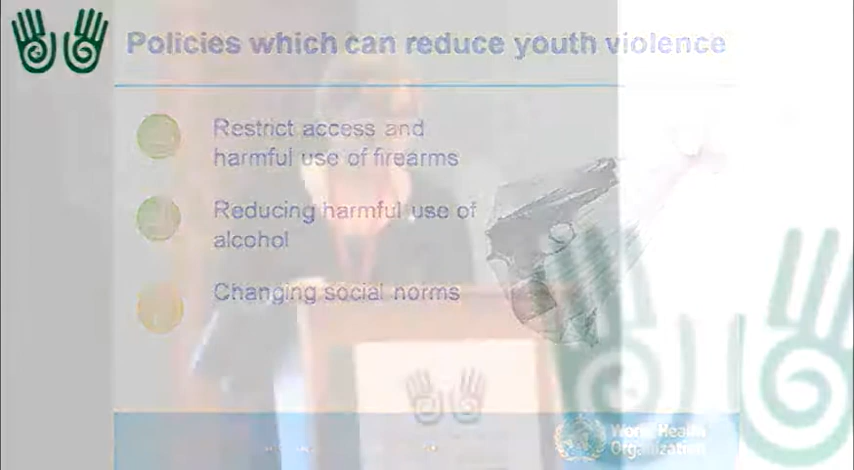 Policies which can reduce youth violence
Restrict access and
harmful use of firearms
Reducing harmful use of
alcohol
Changing social norms
World Health
Organization